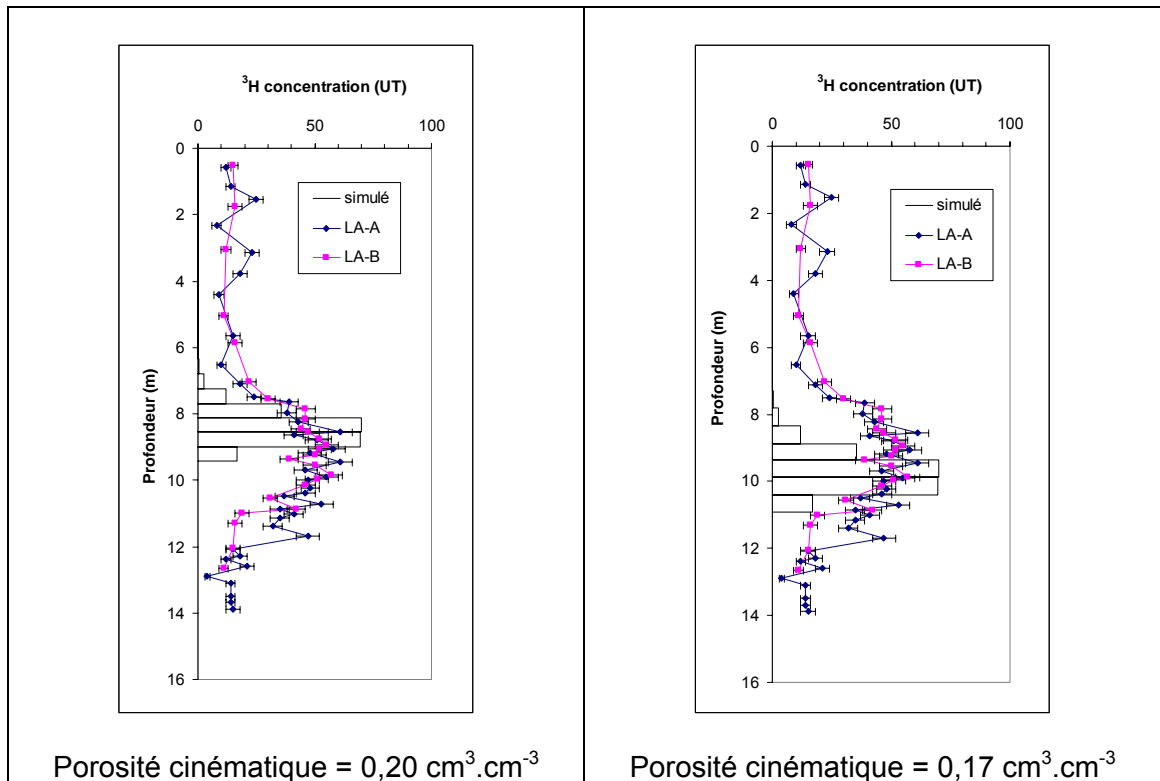 ³H concentration (UT)
0 50 100
0
2
4
6
8
10
12
14
16
Profondeur (m)
simulé
LA-A
LA-B
Porosité cinématique = 0,20 cm³.cm⁻³
³H concentration (UT)
0 50 100
0
2
4
6
8
10
12
14
16
Profondeur (m)
simulé
LA-A
LA-B
Porosité cinématique = 0,17 cm³.cm⁻³